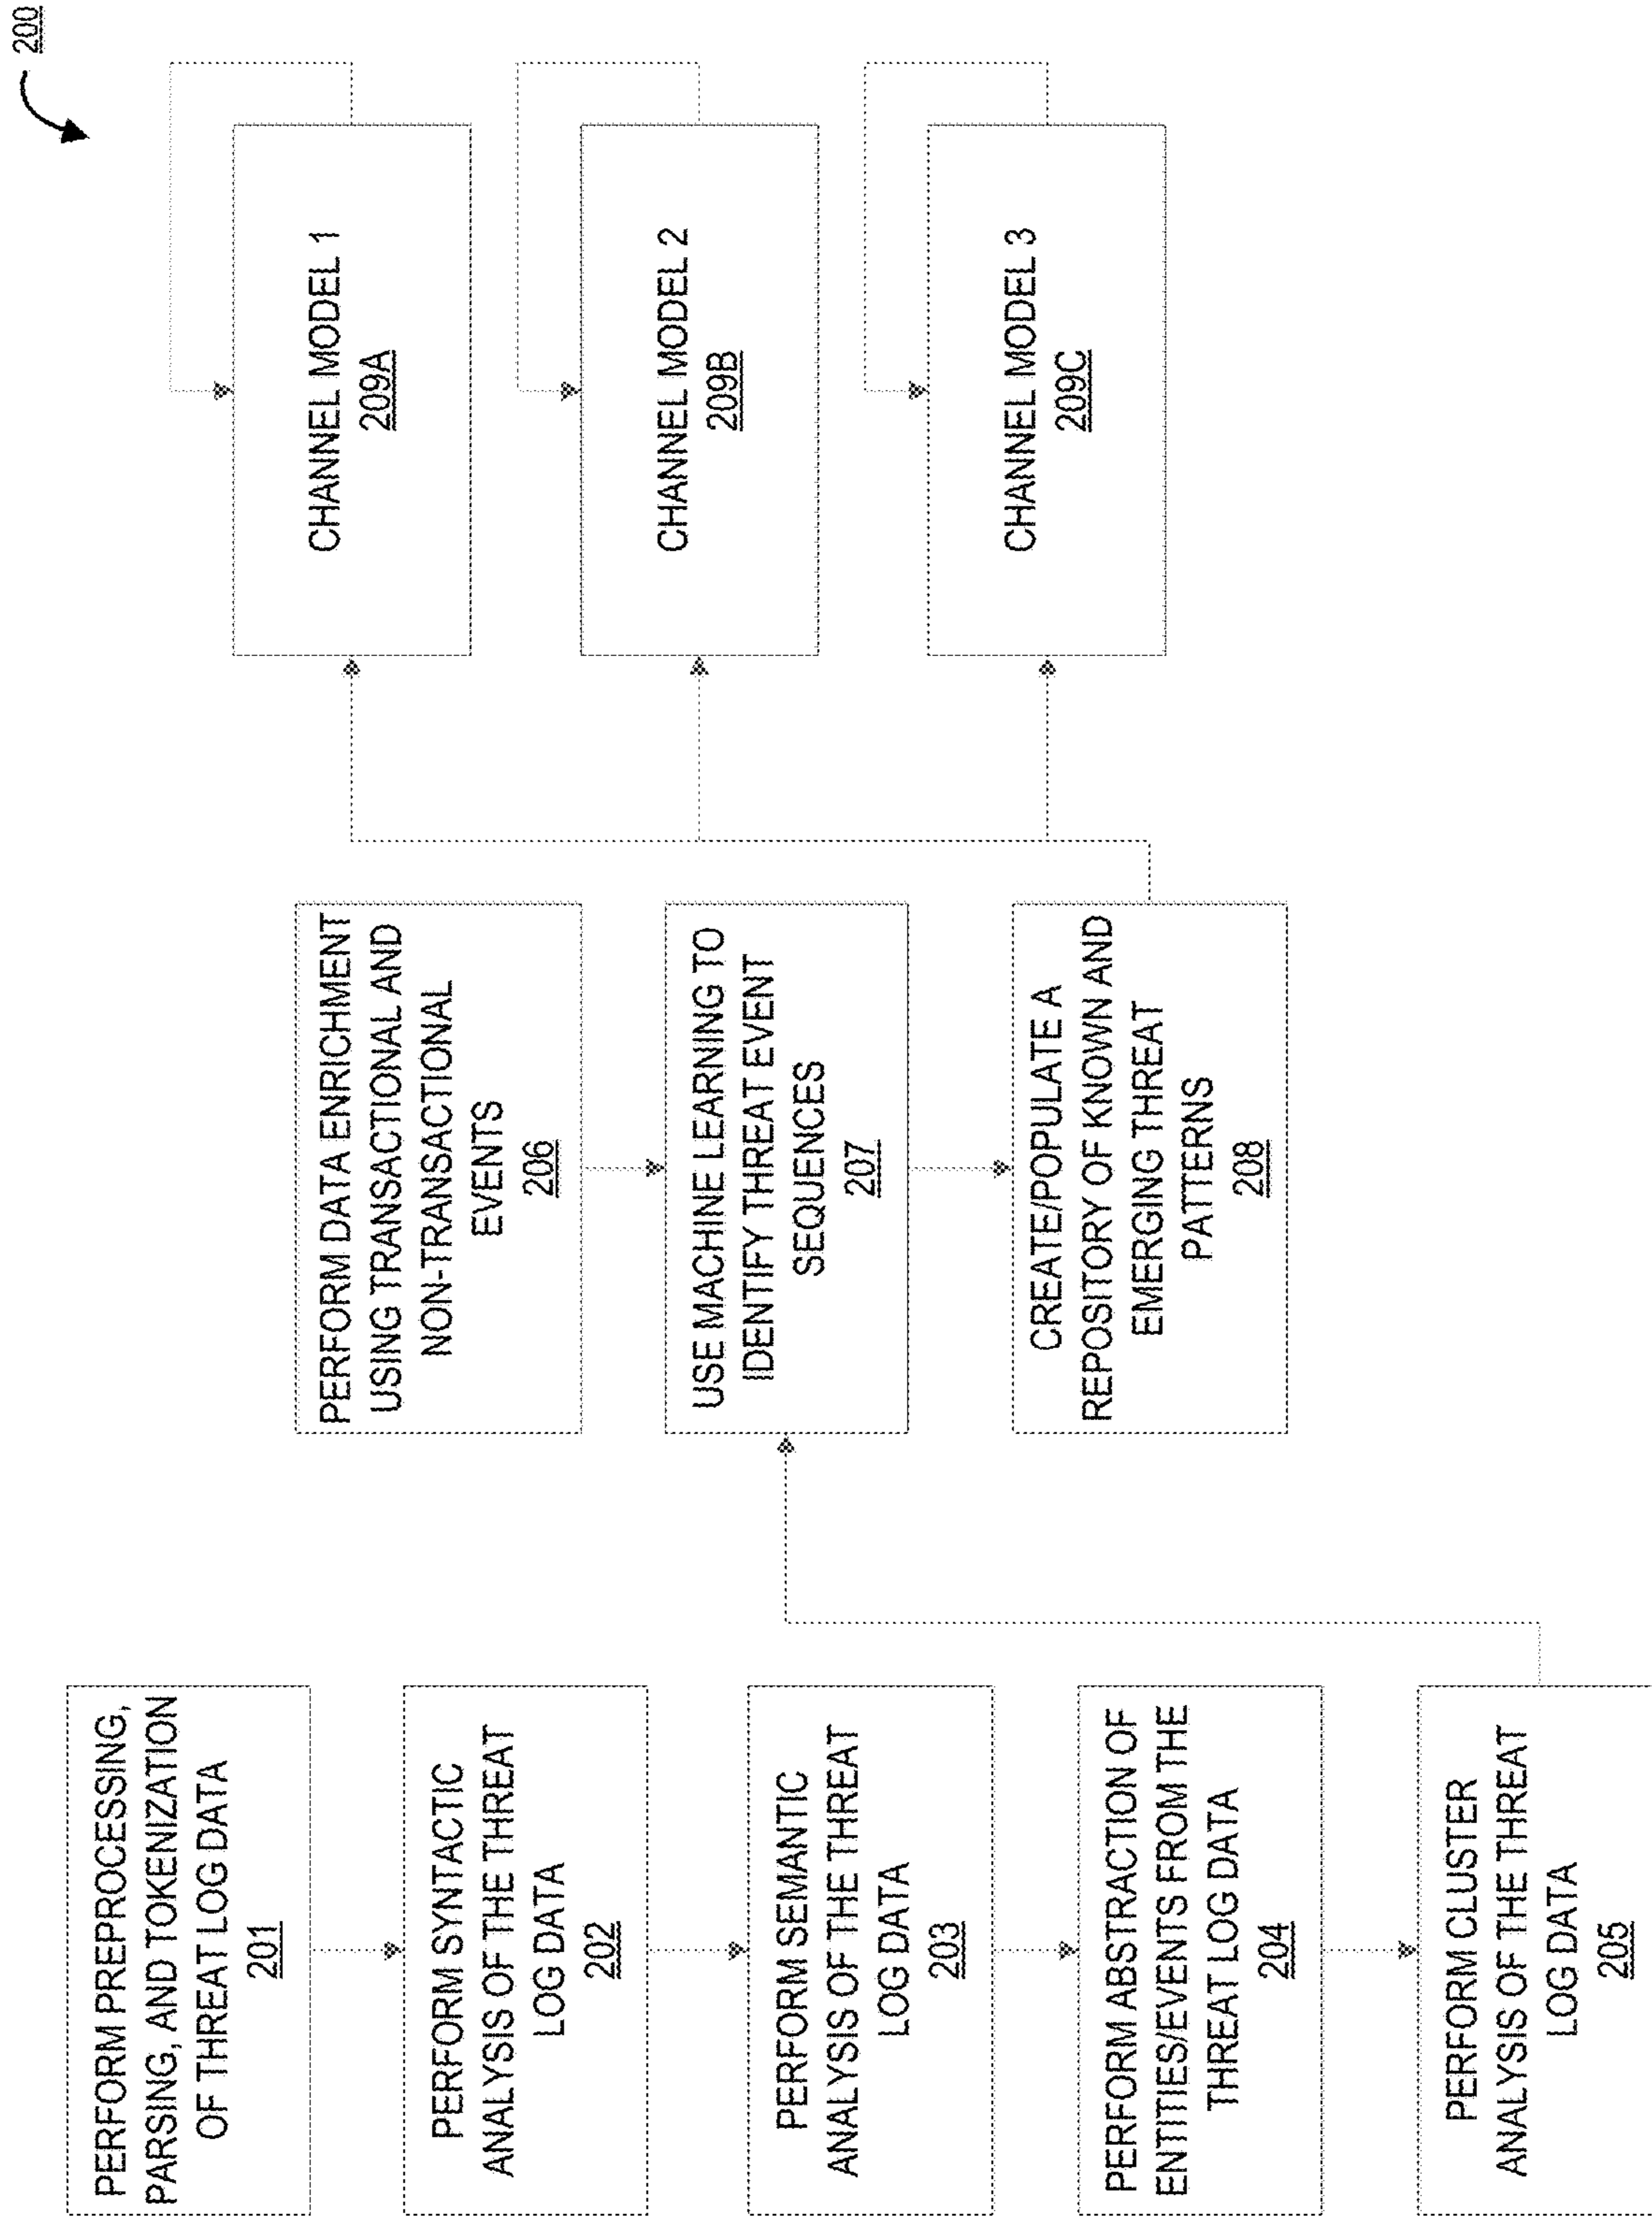 200
PERFORM PREPROCESSING,
PARSING, AND TOKENIZATION
OF THREAT LOG DATA
201
PERFORM SYNTACTIC
ANALYSIS OF THE THREAT
LOG DATA
202
PERFORM SEMANTIC
ANALYSIS OF THE THREAT
LOG DATA
203
PERFORM ABSTRACTION OF
ENTITIES/EVENTS FROM THE
THREAT LOG DATA
204
PERFORM CLUSTER
ANALYSIS OF THE THREAT
LOG DATA
205
PERFORM DATA ENRICHMENT
USING TRANSACTIONAL AND
NON-TRANSACTIONAL
EVENTS
206
USE MACHINE LEARNING TO
IDENTIFY THREAT EVENT
SEQUENCES
207
CREATE/POPULATE A
REPOSITORY OF KNOWN AND
EMERGING THREAT
PATTERNS
208
CHANNEL MODEL 1
209A
CHANNEL MODEL 2
209B
CHANNEL MODEL 3
209C